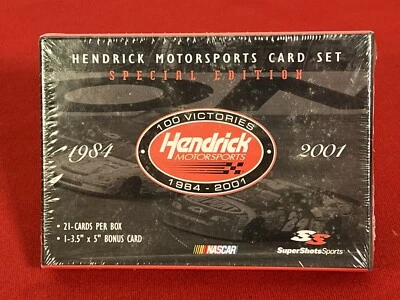 HENDRICK MOTORSPORTS CARD SET
SPECIAL EDITION
100 VICTORIES
1984 Hendrick 2001
MOTORSPORTS
1984 - 2001
• 21-CARDS PER BOX
• 1-3.5" x 5" BONUS CARD
NASCAR SuperShotsSports